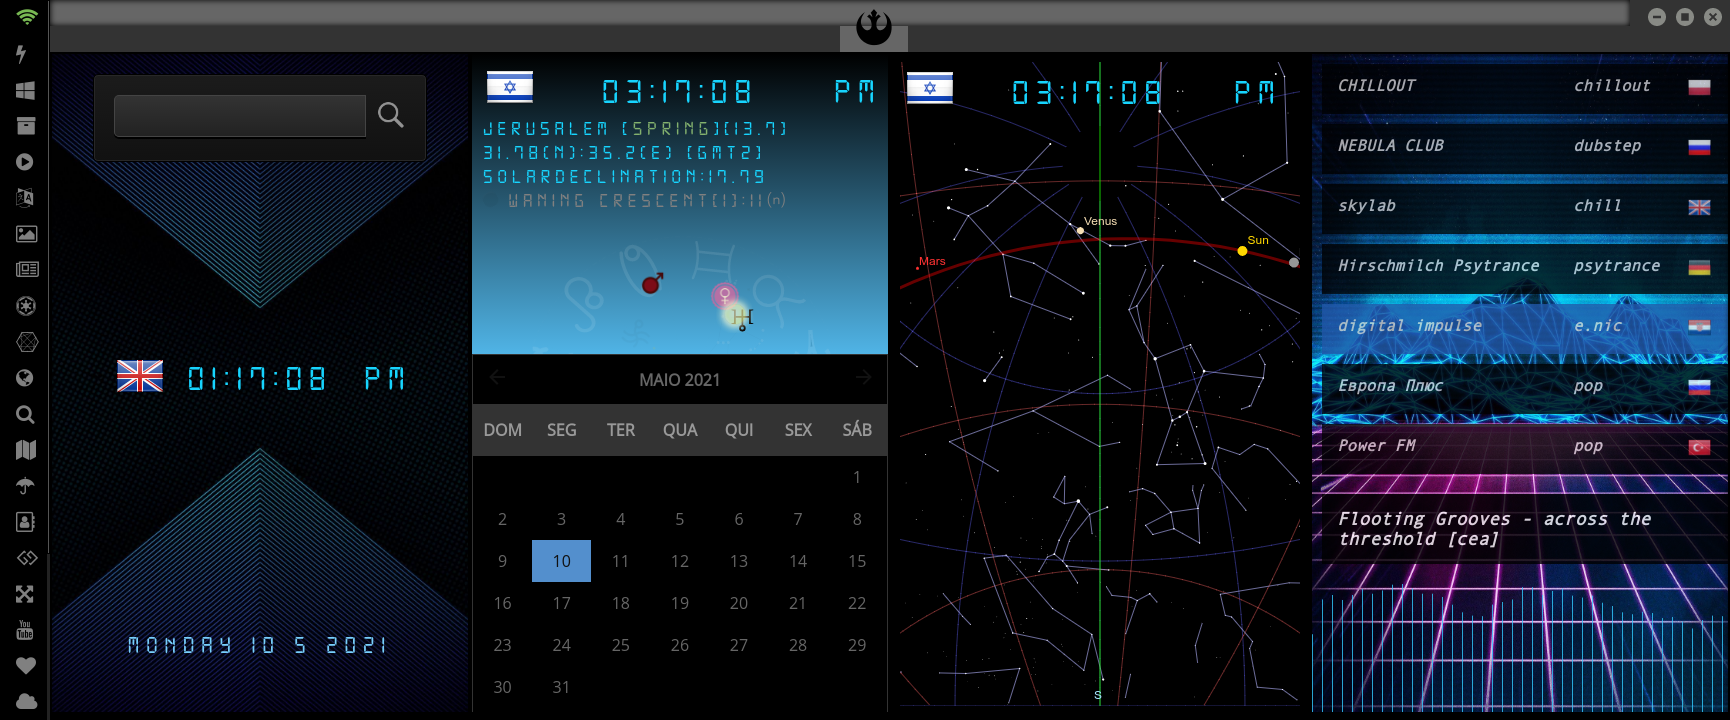 01:17:08 PM
MONDAY 10 5 2021
03:17:08 PM
JERUSALEM [SPRING][13.7]
31.78(N):35.2(E) [GMT2]
SOLARDECLINATION:17.79
WANING CRESCENT[1]:11(n)
MAIO 2021
DOM SEG TER QUA QUI SEX SÁB
1
2 3 4 5 6 7 8
9 10 11 12 13 14 15
16 17 18 19 20 21 22
23 24 25 26 27 28 29
30 31
03:17:08 PM
Venus
Sun
Mars
S
CHILLOUT chillout
NEBULA CLUB dubstep
skylab chill
Hirschmilch Psytrance psytrance
digital impulse e.nic
Европа Плюс pop
Power FM pop
Flooting Grooves - across the
threshold [cea]
You
Tube